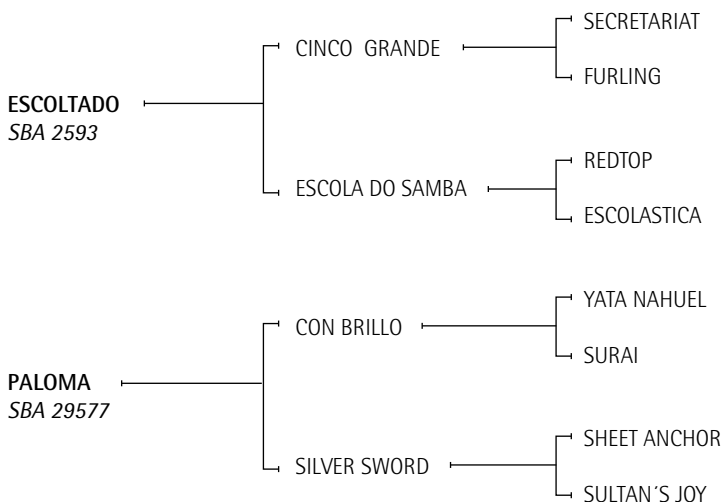 SECRETARIAT
CINCO GRANDE
FURLING
ESCOLTADO
SBA 2593
REDTOP
ESCOLA DO SAMBA
ESCOLASTICA
YATA NAHUEL
CON BRILLO
SURAI
PALOMA
SBA 29577
SHEET ANCHOR
SILVER SWORD
SULTAN´S JOY